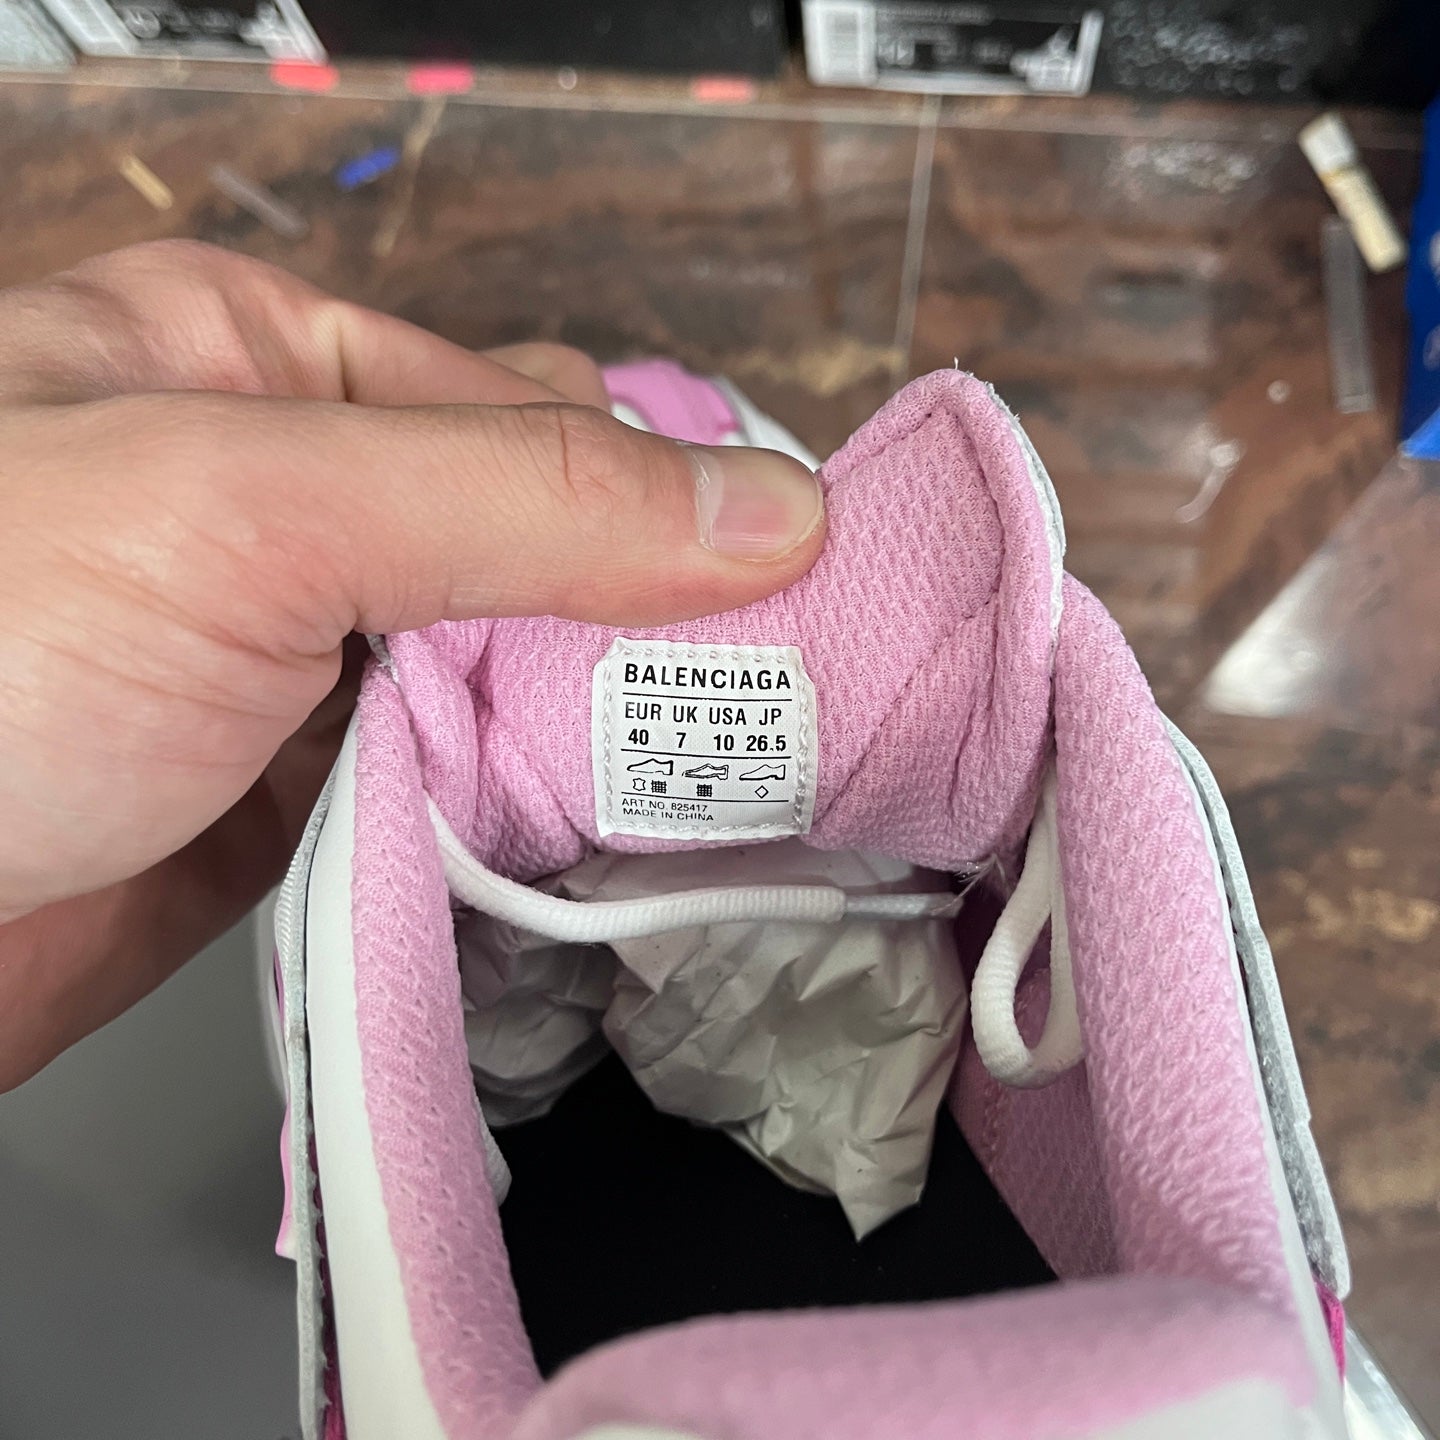 BALENCIAGA
EUR UK USA JP
40 7 10 26.5
ART NO. 825417
MADE IN CHINA